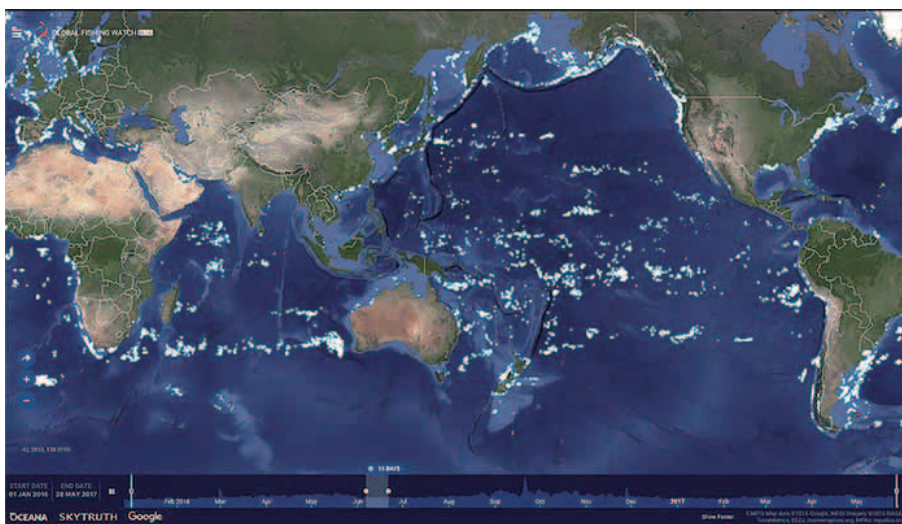 GLOBAL FISHING WATCH BETA
11 DAYS
START DATE
01 JAN 2016
END DATE
28 MAY 2017
Feb 2016
Mar
Apr
May
Jun
Jul
Aug
Sep
Oct
Nov
Dec
2017
Feb
Mar
Apr
May
OCEANA
SKYTRUTH
Google
Show Footer